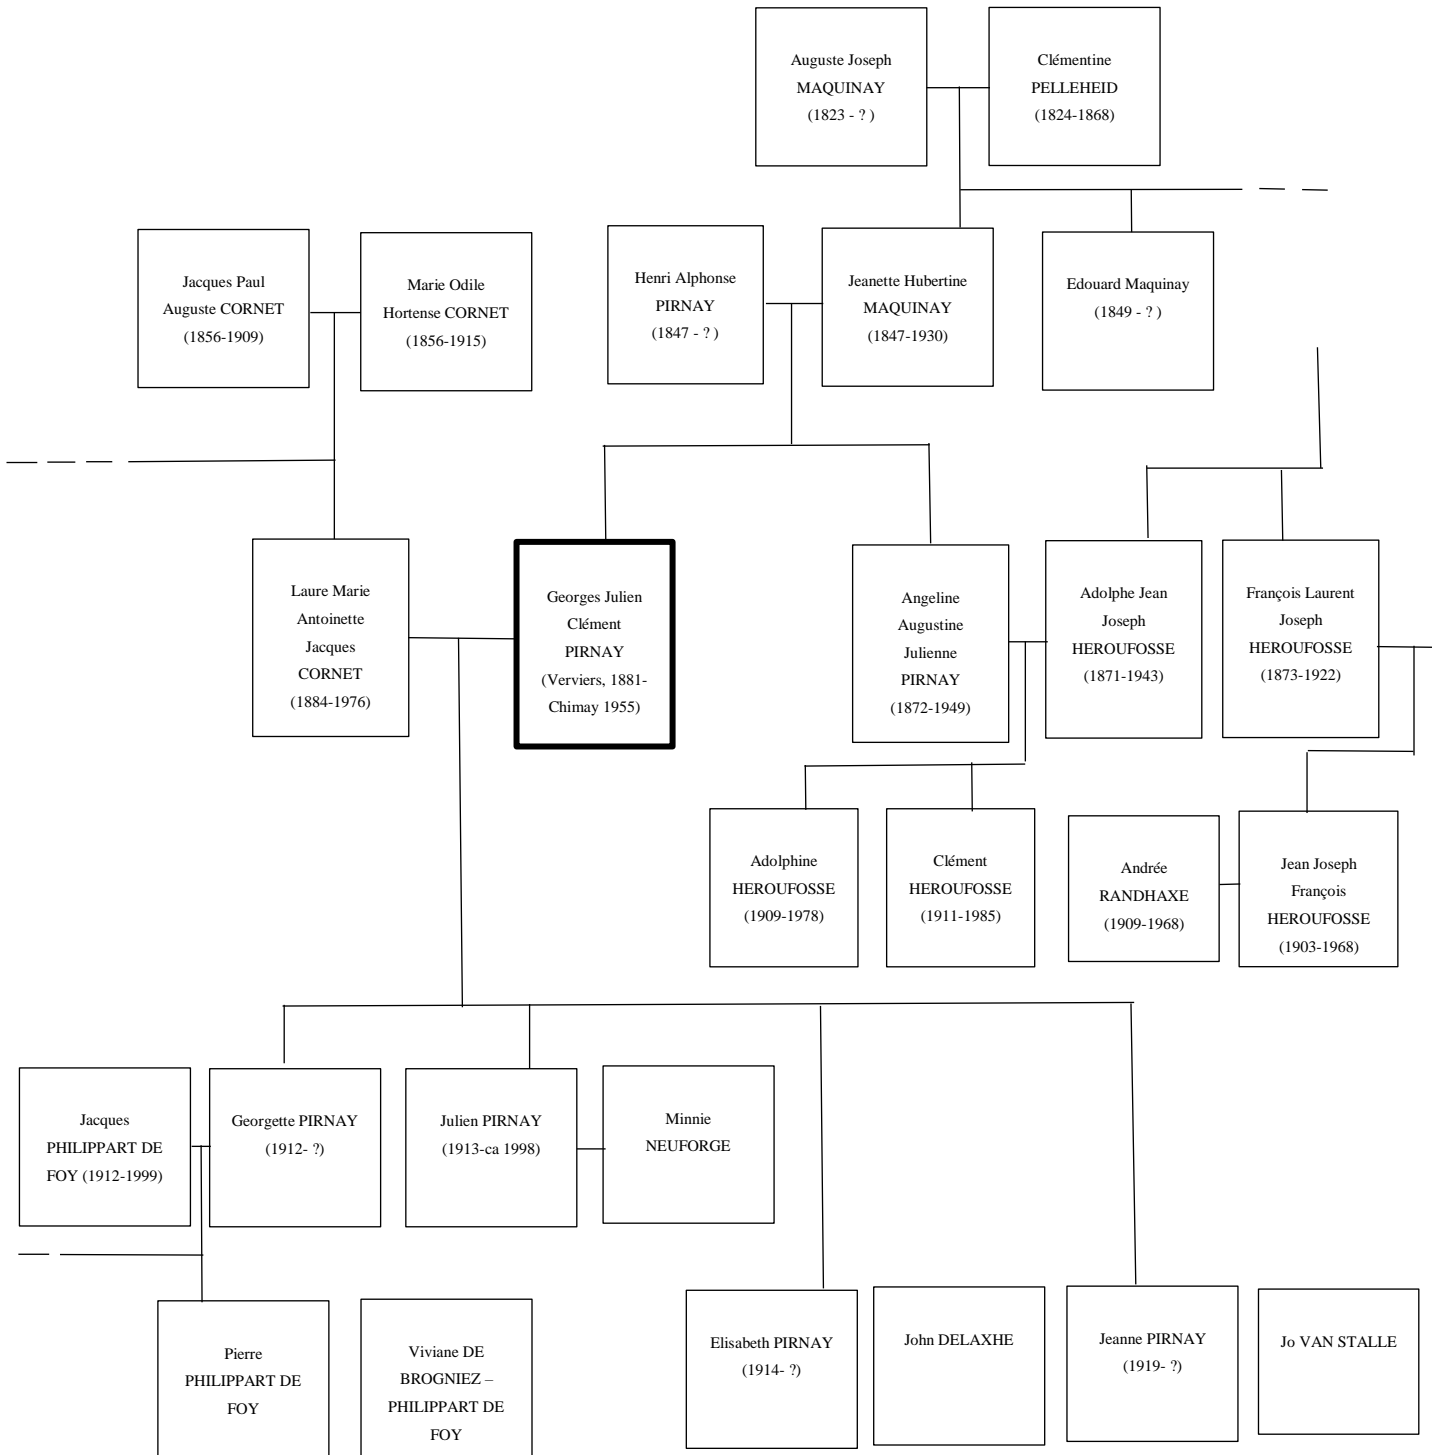 Auguste Joseph
MAQUINAY
(1823 - ? )
Clémentine
PELLEHEID
(1824-1868)
Jacques Paul
Auguste CORNET
(1856-1909)
Marie Odile
Hortense CORNET
(1856-1915)
Henri Alphonse
PIRNAY
(1847 - ? )
Jeanette Hubertine
MAQUINAY
(1847-1930)
Edouard Maquinay
(1849 - ? )
Laure Marie
Antoinette
Jacques
CORNET
(1884-1976)
Georges Julien
Clément
PIRNAY
(Verviers, 1881-
Chimay 1955)
Angeline
Augustine
Julienne
PIRNAY
(1872-1949)
Adolphe Jean
Joseph
HEROUFOSSE
(1871-1943)
François Laurent
Joseph
HEROUFOSSE
(1873-1922)
Adolphine
HEROUFOSSE
(1909-1978)
Clément
HEROUFOSSE
(1911-1985)
Andrée
RANDHAXE
(1909-1968)
Jean Joseph
François
HEROUFOSSE
(1903-1968)
Jacques
PHILIPPART DE
FOY (1912-1999)
Georgette PIRNAY
(1912- ?)
Julien PIRNAY
(1913-ca 1998)
Minnie
NEUFORGE
Pierre
PHILIPPART DE
FOY
Viviane DE
BROGNIEZ –
PHILIPPART DE
FOY
Elisabeth PIRNAY
(1914- ?)
John DELAXHE
Jeanne PIRNAY
(1919- ?)
Jo VAN STALLE